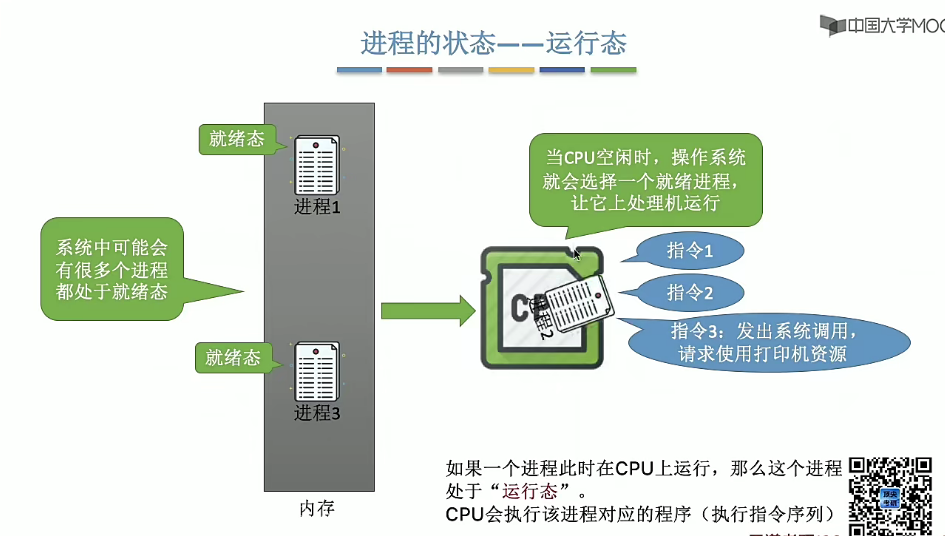 中国大学MOO
进程的状态——运行态
就绪态
进程1
当CPU空闲时，操作系统
就会选择一个就绪进程，
让它上处理机运行
系统中可能会
有很多个进程
都处于就绪态
指令1
指令2
指令3：发出系统调用，
请求使用打印机资源
进程2
就绪态
进程3
内存
如果一个进程此时在CPU上运行，那么这个进程
处于“运行态”。
CPU会执行该进程对应的程序（执行指令序列）